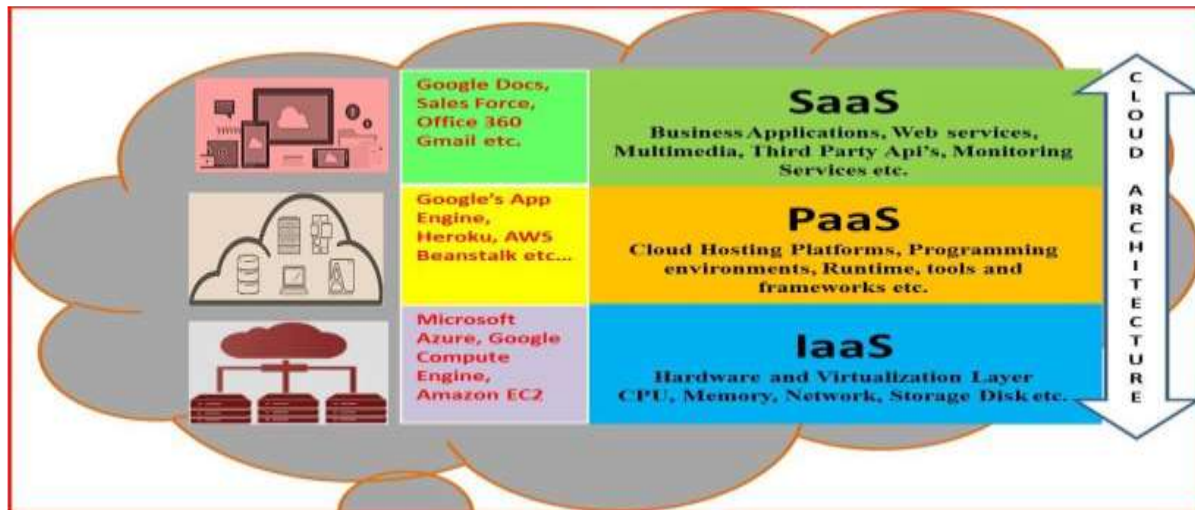 Google Docs,
Sales Force,
Office 360
Gmail etc.
SaaS
Business Applications, Web services,
Multimedia, Third Party Api's, Monitoring
Services etc.
Google's App
Engine,
Heroku, AWS
Beanstalk etc...
PaaS
Cloud Hosting Platforms, Programming
environments, Runtime, tools and
frameworks etc.
Microsoft
Azure, Google
Compute
Engine,
Amazon EC2
IaaS
Hardware and Virtualization Layer
CPU, Memory, Network, Storage Disk etc.
CLOUD ARCHITECTURE